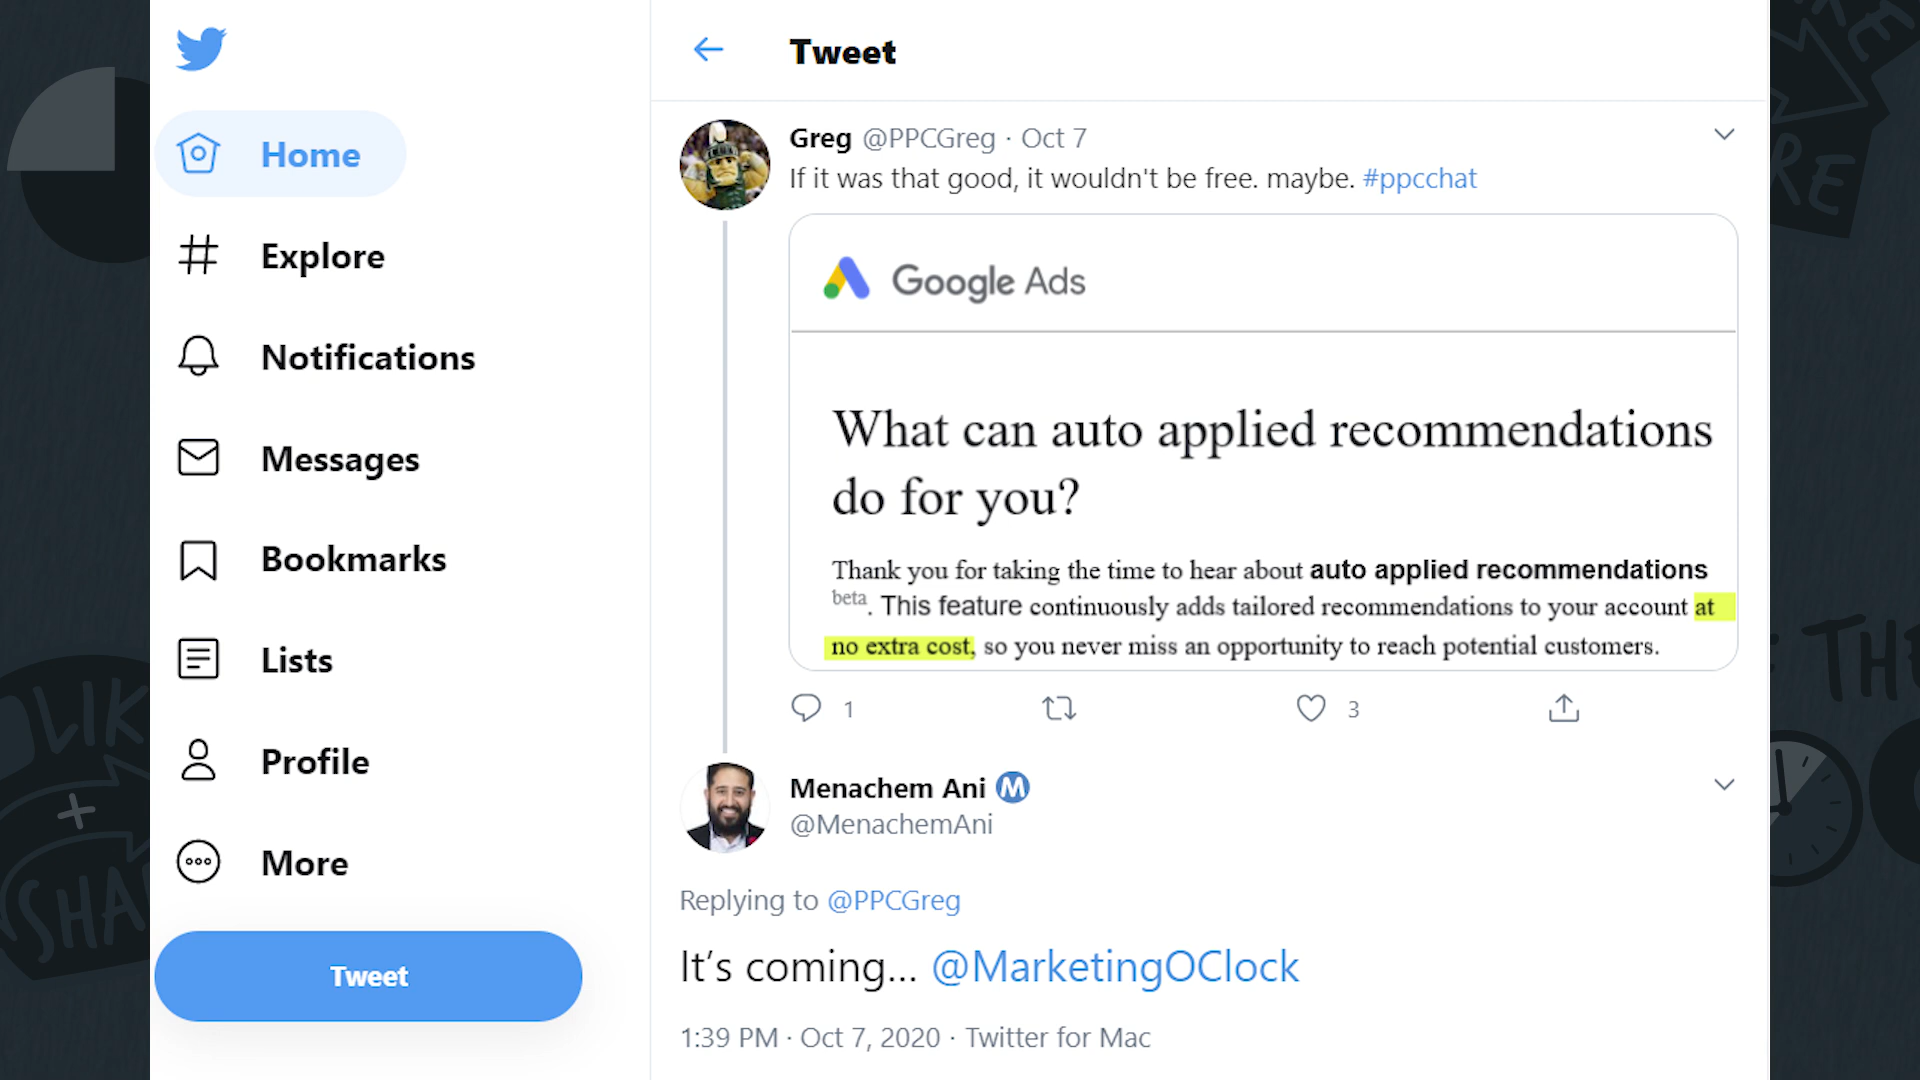 Home
Explore
Notifications
Messages
Bookmarks
Lists
Profile
More
Tweet
Tweet
Greg @PPCGreg · Oct 7
If it was that good, it wouldn't be free. maybe. #ppcchat
Google Ads
What can auto applied recommendations
do for you?
Thank you for taking the time to hear about auto applied recommendations
beta. This feature continuously adds tailored recommendations to your account at
no extra cost, so you never miss an opportunity to reach potential customers.
1
3
Menachem Ani M
@MenachemAni
Replying to @PPCGreg
It’s coming... @MarketingOClock
1:39 PM · Oct 7, 2020 · Twitter for Mac
LIK
SHA
THE